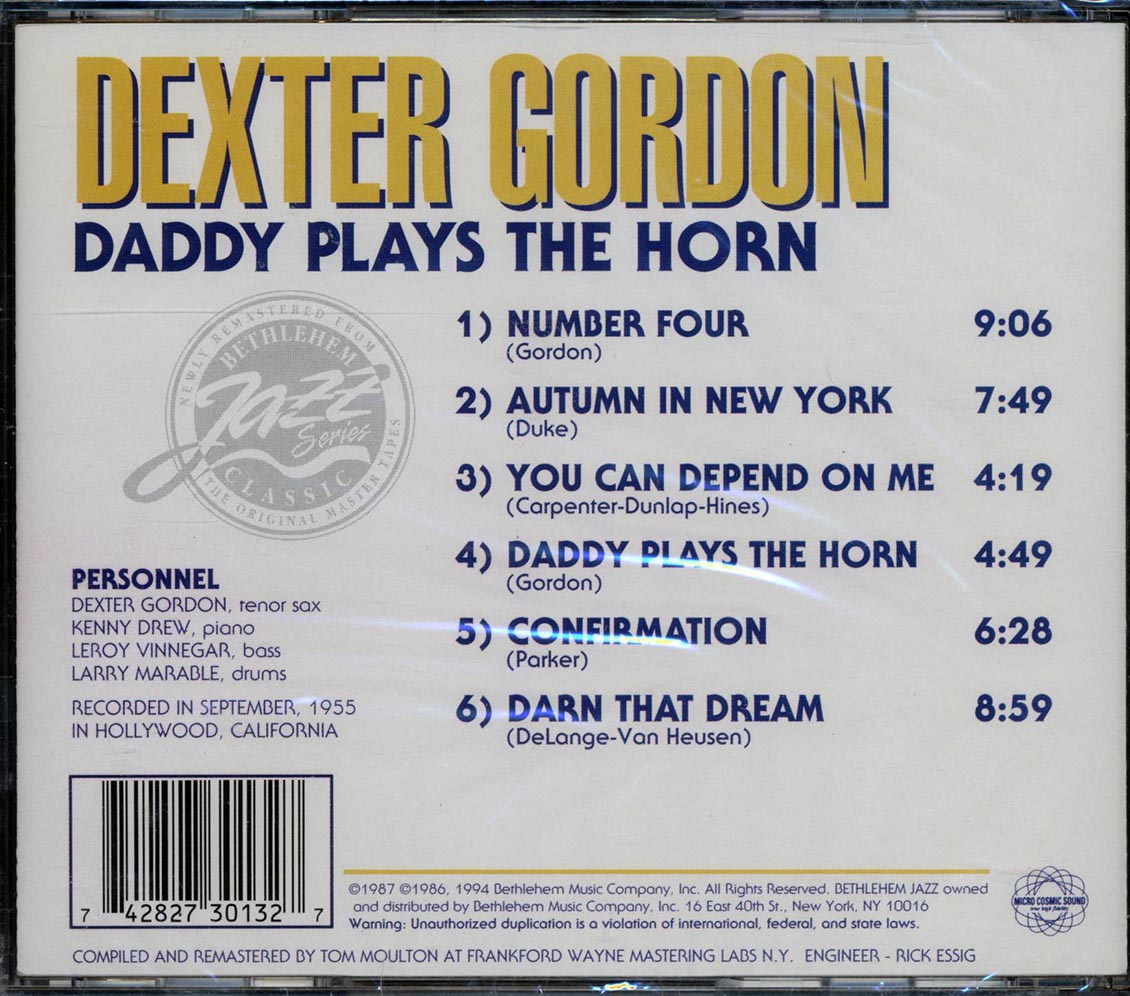 DEXTER GORDON
DADDY PLAYS THE HORN
NEWLY REMASTERED FROM
THE ORIGINAL MASTER TAPES
BETHLEHEM
Jazz
Series
CLASSIC
1) NUMBER FOUR 9:06
(Gordon)
2) AUTUMN IN NEW YORK 7:49
(Duke)
3) YOU CAN DEPEND ON ME 4:19
(Carpenter-Dunlap-Hines)
4) DADDY PLAYS THE HORN 4:49
(Gordon)
5) CONFIRMATION 6:28
(Parker)
6) DARN THAT DREAM 8:59
(DeLange-Van Heusen)
PERSONNEL
DEXTER GORDON, tenor sax
KENNY DREW, piano
LEROY VINNEGAR, bass
LARRY MARABLE, drums
RECORDED IN SEPTEMBER, 1955
IN HOLLYWOOD, CALIFORNIA
7 42827 30132 7
©1987 ©1986, 1994 Bethlehem Music Company, Inc. All Rights Reserved. BETHLEHEM JAZZ owned
and distributed by Bethlehem Music Company, Inc. 16 East 40th St., New York, NY 10016
Warning: Unauthorized duplication is a violation of international, federal, and state laws.
MICRO COSMIC SOUND
true high fidelity
COMPILED AND REMASTERED BY TOM MOULTON AT FRANKFORD WAYNE MASTERING LABS N.Y. ENGINEER - RICK ESSIG